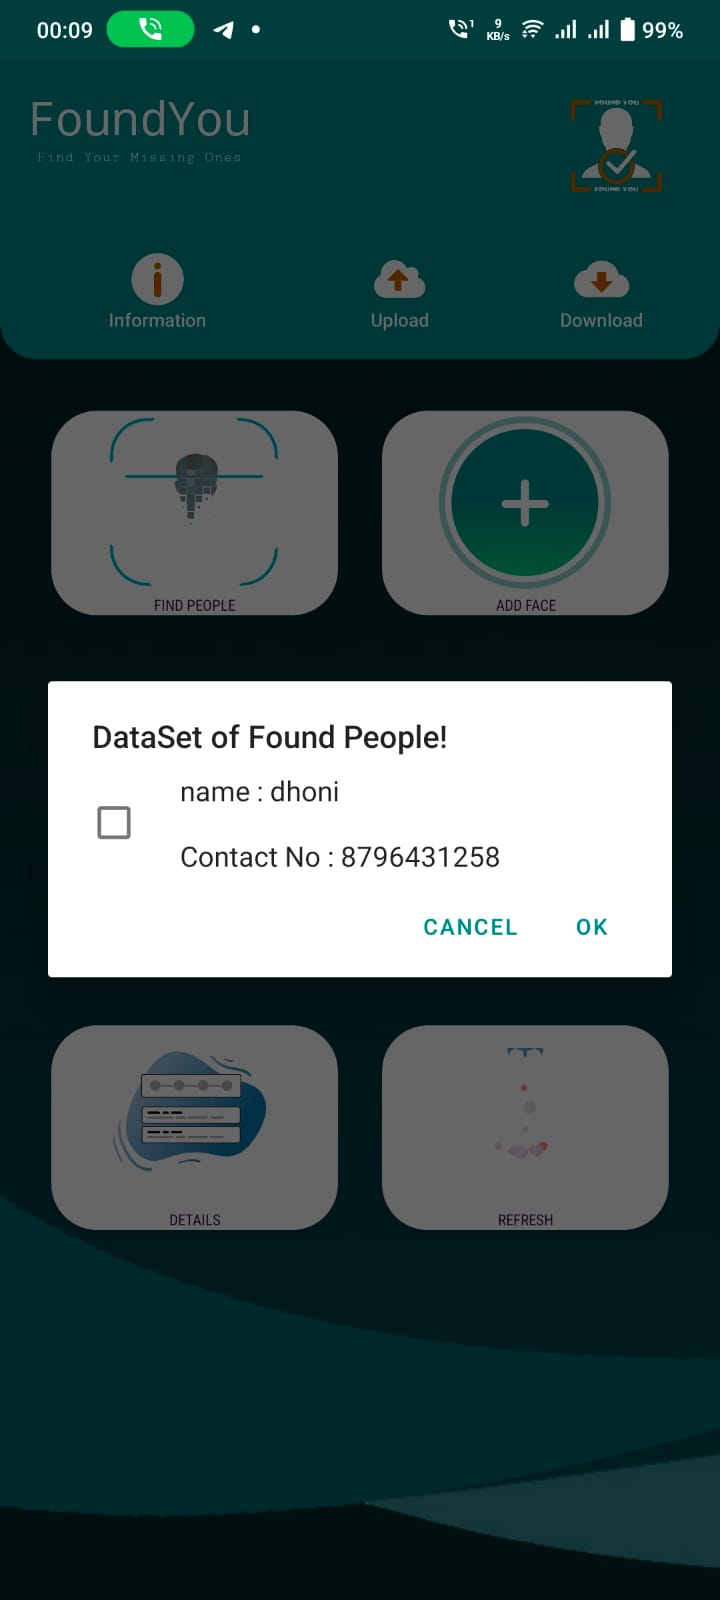 00:09
1
9
KB/s
99%
FoundYou
Find Your Missing Ones
FOUND YOU
FOUND YOU
Information
Upload
Download
FIND PEOPLE
ADD FACE
DataSet of Found People!
name : dhoni
Contact No : 8796431258
CANCEL
OK
DETAILS
REFRESH